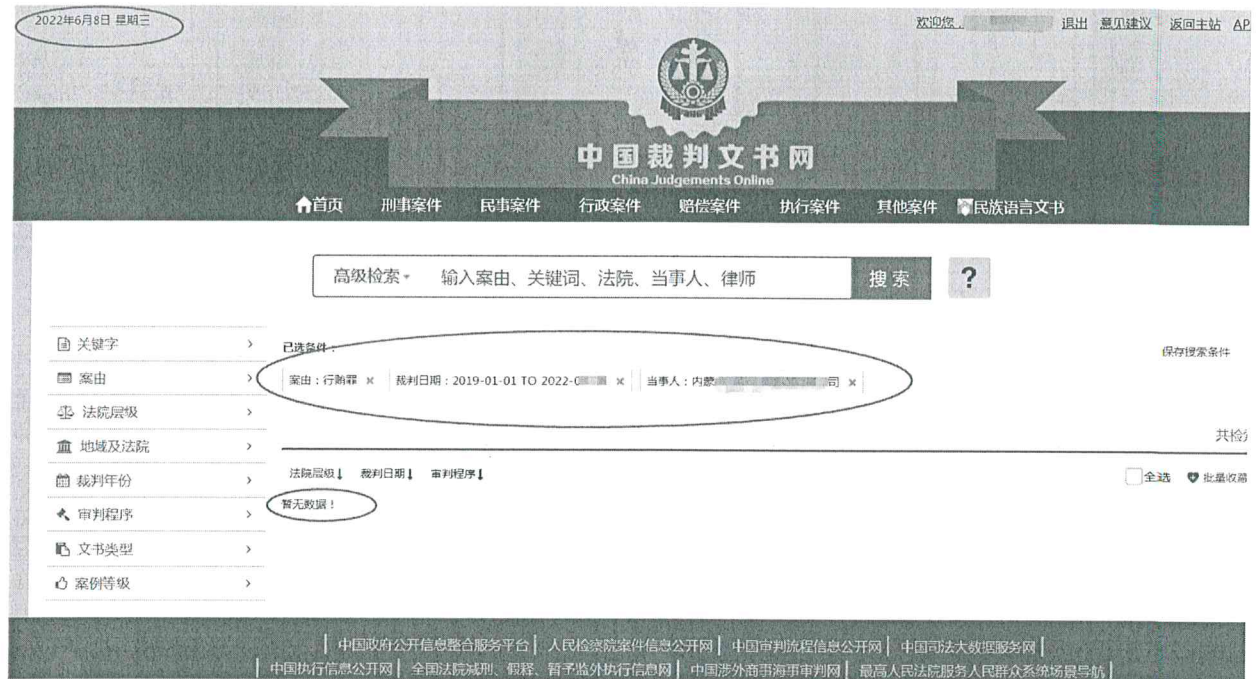 2022年6月8日 星期三
欢迎您， 退出 意见建议 返回主站 AP
中国裁判文书网
China Judgements Online
首页 刑事案件 民事案件 行政案件 赔偿案件 执行案件 其他案件 民族语言文书
高级检索 输入案由、关键词、法院、当事人、律师 搜索 ?
关键字
案由
法院层级
地域及法院
裁判年份
审判程序
文书类型
案例等级
已选条件：
保存搜索条件
案由：行贿罪 × 裁判日期：2019-01-01 TO 2022-0 × 当事人：内蒙 司 ×
共检
法院层级 裁判日期 审判程序
全选 批量收藏
暂无数据！
中国政府公开信息整合服务平台 | 人民检察院案件信息公开网 | 中国审判流程信息公开网 | 中国司法大数据服务网 |
中国执行信息公开网 | 全国法院减刑、假释、暂予监外执行信息网 | 中国涉外商事海事审判网 | 最高人民法院服务人民群众系统场景导航 |